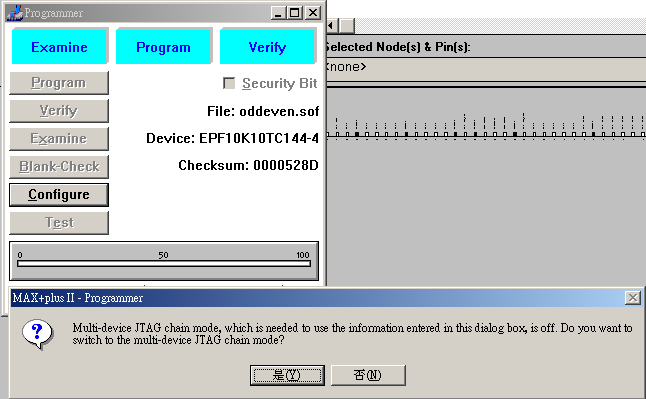 Programmer
Examine
Program
Verify
Program
Security Bit
Verify
File: oddeven.sof
Examine
Device: EPF10K10TC144-4
Blank-Check
Checksum: 0000528D
Configure
Test
0 50 100
Selected Node(s) & Pin(s):
<none>
MAX+plus II - Programmer
Multi-device JTAG chain mode, which is needed to use the information entered in this dialog box, is off. Do you want to
switch to the multi-device JTAG chain mode?
是(Y)
否(N)